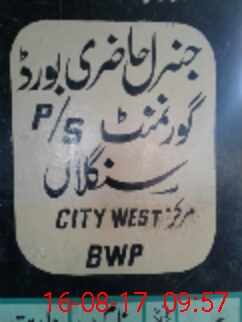 جنرل حاضری بورڈ
گورنمنٹ P/S
سنگلاں
مرکز CITY WEST
BWP
16-08-17 09:57